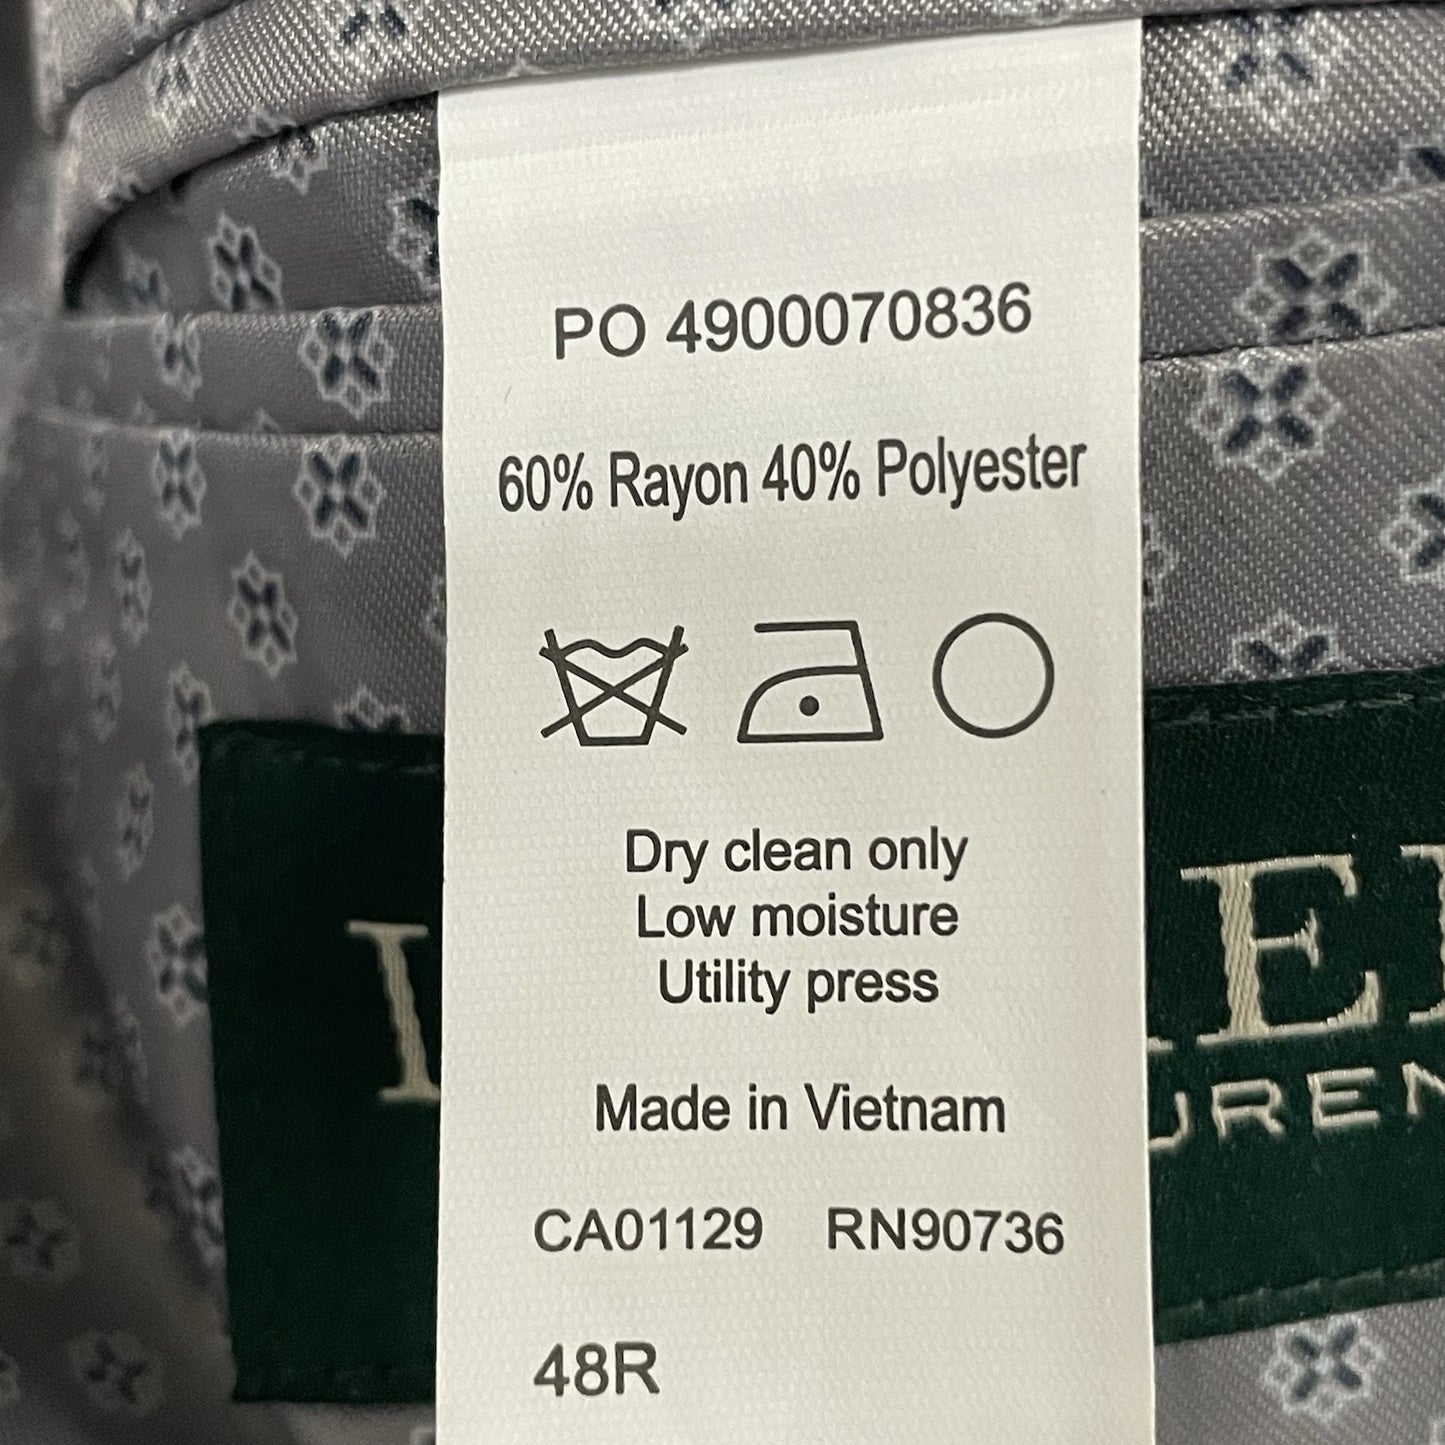 PO 4900070836
60% Rayon 40% Polyester
Dry clean only
Low moisture
Utility press
Made in Vietnam
CA01129 RN90736
48R